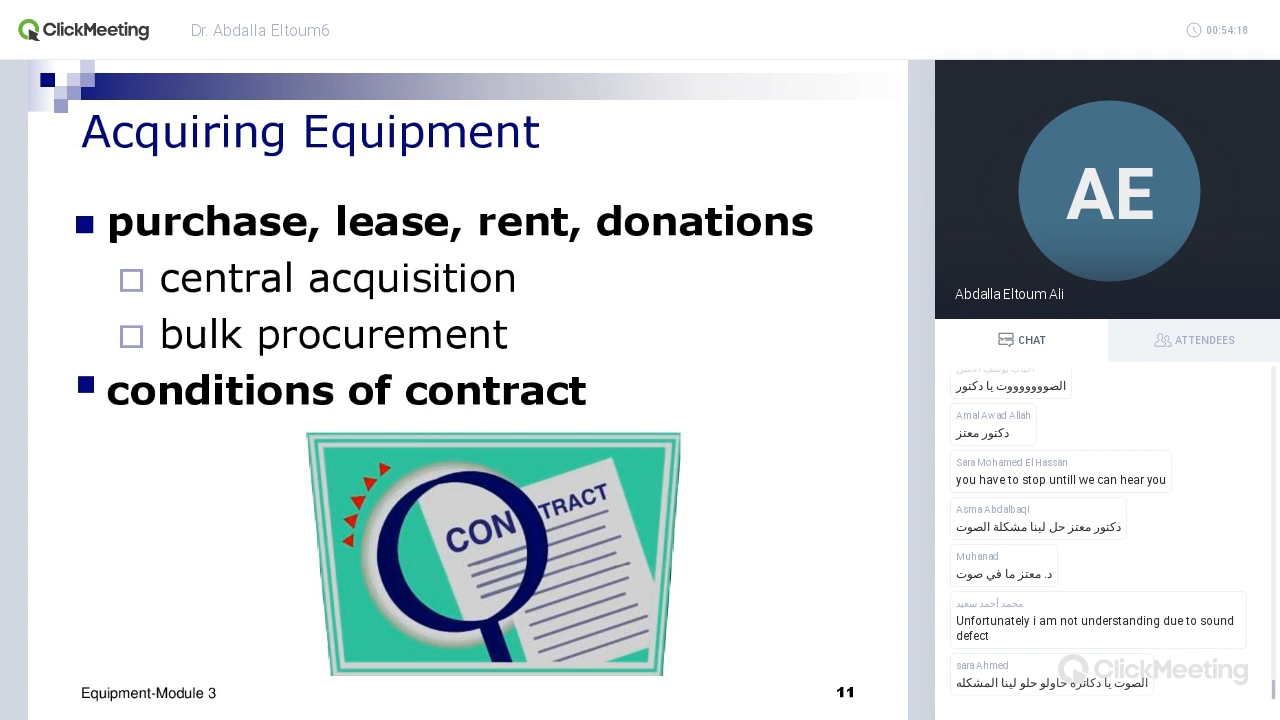 ClickMeeting
Dr. Abdalla Eltoum6
00:54:18
Acquiring Equipment
purchase, lease, rent, donations
central acquisition
bulk procurement
conditions of contract
CONTRACT
Equipment-Module 3
11
AE
Abdalla Eltoum Ali
CHAT
ATTENDEES
الصوووووووت يا دكتور
Amal Awad Allah
دكتور معتز
Sara Mohamed El Hassan
you have to stop untill we can hear you
Asma Abdalbaqi
دكتور معتز حل لينا مشكلة الصوت
Muhanad
د. معتز ما في صوت
محمد أحمد سعيد
Unfortunately i am not understanding due to sound
defect
sara Ahmed
الصوت يا دكاتره حاولو حلو لينا المشكله
ClickMeeting